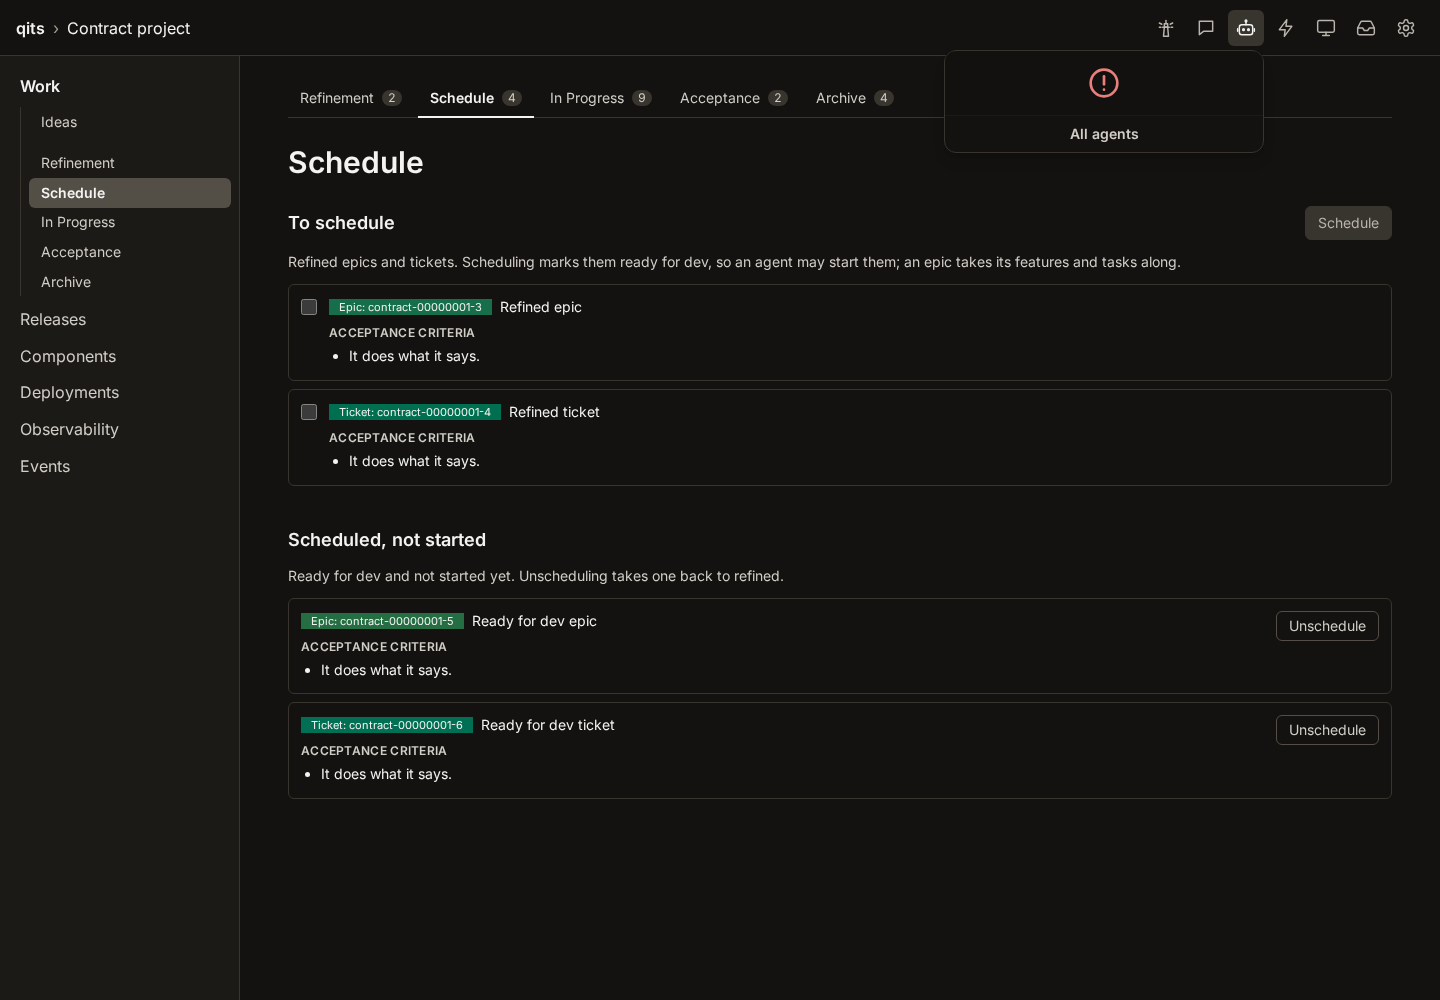 qits › Contract project
All agents
Work
Ideas
Refinement
Schedule
In Progress
Acceptance
Archive
Releases
Components
Deployments
Observability
Events
Refinement 2 Schedule 4 In Progress 9 Acceptance 2 Archive 4
Schedule
To schedule
Schedule
Refined epics and tickets. Scheduling marks them ready for dev, so an agent may start them; an epic takes its features and tasks along.
Epic: contract-00000001-3 Refined epic
ACCEPTANCE CRITERIA
• It does what it says.
Ticket: contract-00000001-4 Refined ticket
ACCEPTANCE CRITERIA
• It does what it says.
Scheduled, not started
Ready for dev and not started yet. Unscheduling takes one back to refined.
Epic: contract-00000001-5 Ready for dev epic
Unschedule
ACCEPTANCE CRITERIA
• It does what it says.
Ticket: contract-00000001-6 Ready for dev ticket
Unschedule
ACCEPTANCE CRITERIA
• It does what it says.